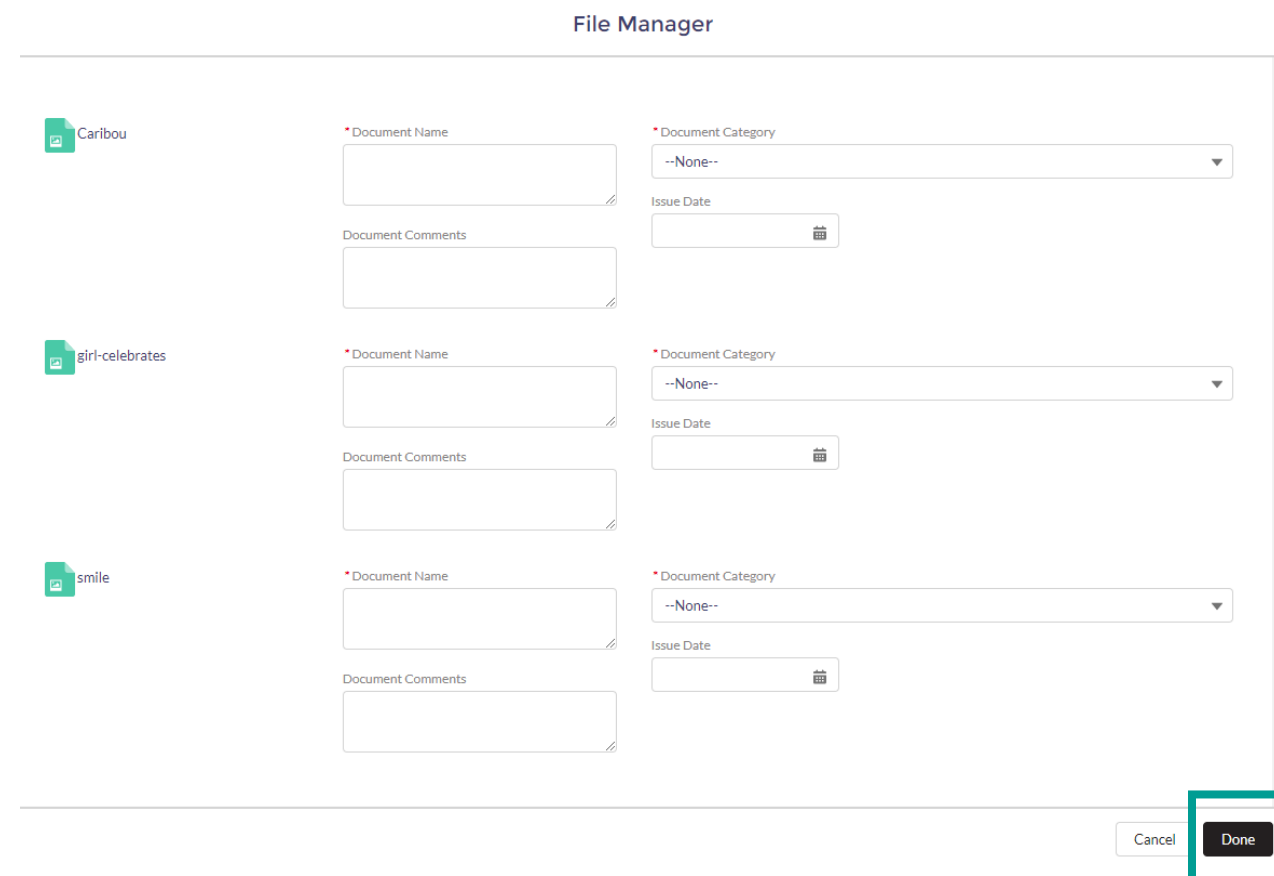 File Manager
Caribou
*Document Name
*Document Category
--None--
Issue Date
Document Comments
girl-celebrates
*Document Name
*Document Category
--None--
Issue Date
Document Comments
smile
*Document Name
*Document Category
--None--
Issue Date
Document Comments
Cancel
Done